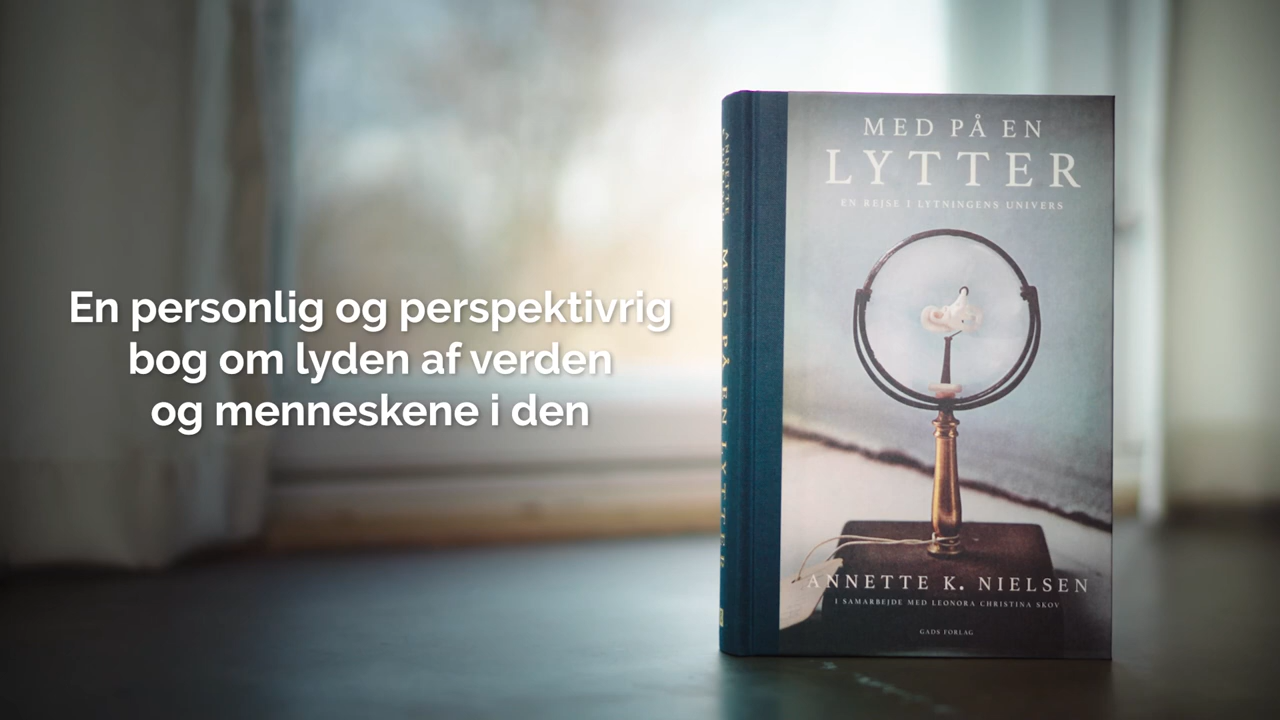 En personlig og perspektivrig
bog om lyden af verden
og menneskene i den
ANNETTE K. NIELSEN
MED PÅ EN LYTTER
MED PÅ EN
LYTTER
EN REJSE I LYTNINGENS UNIVERS
ANNETTE K. NIELSEN
I SAMARBEJDE MED LEONORA CHRISTINA SKOV
GADS FORLAG